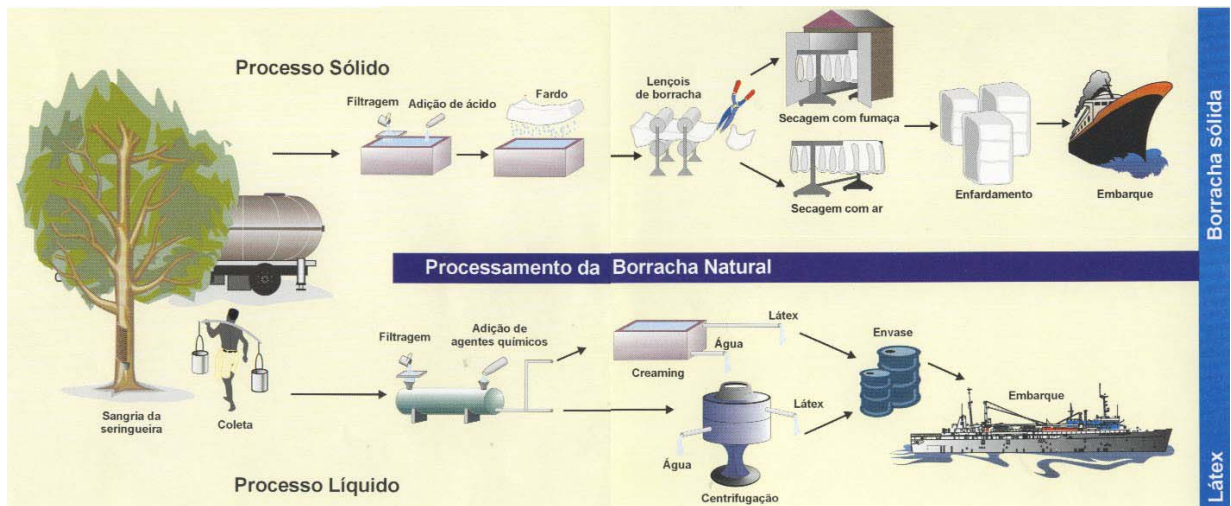 Processo Sólido
Filtragem
Adição de ácido
Fardo
Lençois
de borracha
Secagem com fumaça
Secagem com ar
Enfardamento
Embarque
Borracha sólida
Processamento da Borracha Natural
Sangria da
seringueira
Coleta
Filtragem
Adição de
agentes químicos
Látex
Água
Creaming
Látex
Água
Centrifugação
Envase
Embarque
Processo Líquido
Látex